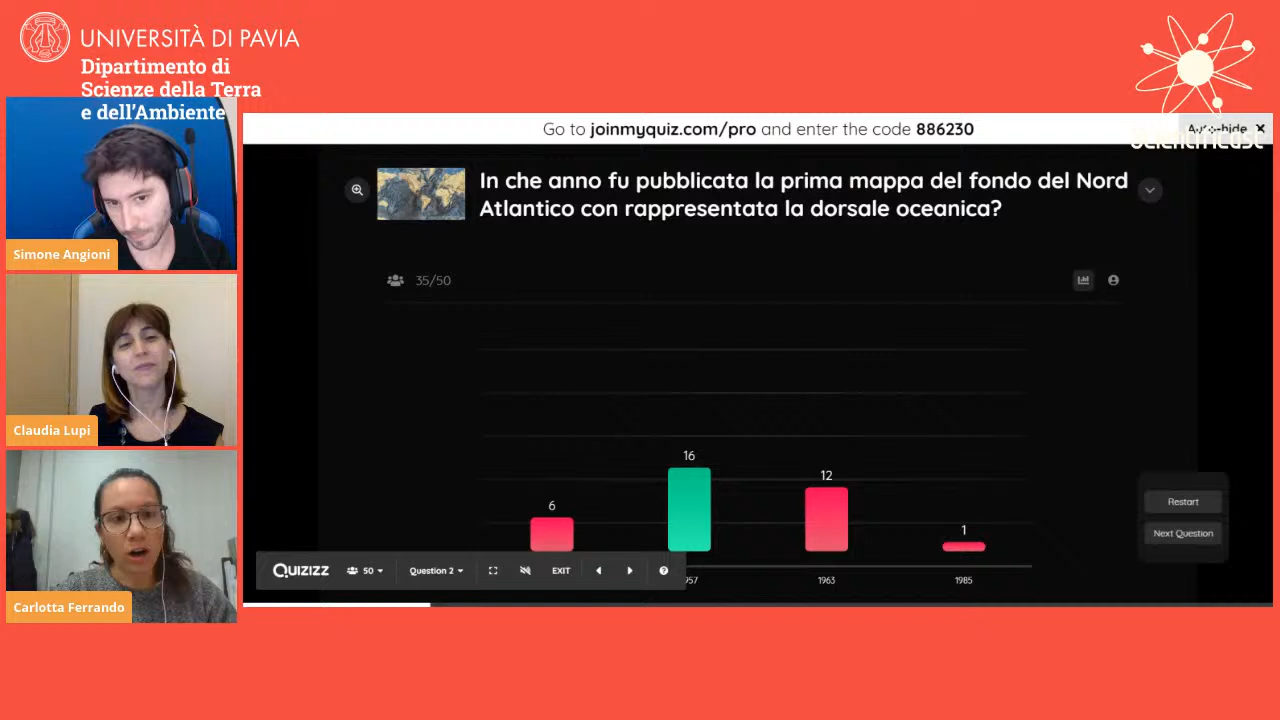 UNIVERSITÀ DI PAVIA
Dipartimento di
Scienze della Terra
e dell'Ambiente
Go to joinmyquiz.com/pro and enter the code 886230
Auto-hide
Scientificast
In che anno fu pubblicata la prima mappa del fondo del Nord
Atlantico con rappresentata la dorsale oceanica?
Simone Angioni
35/50
Claudia Lupi
6
16
12
1
Restart
Next Question
Quizizz
50
Question 2
EXIT
1963
1985
Carlotta Ferrando